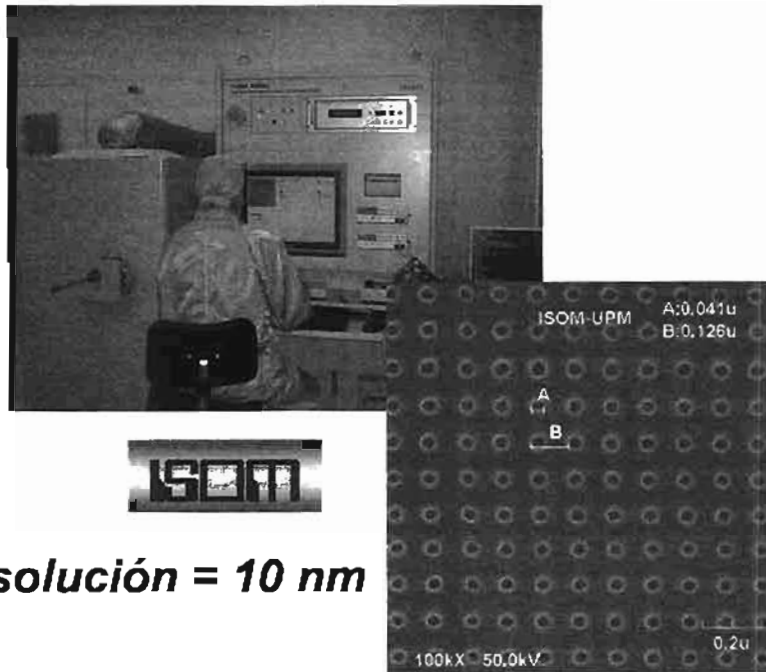 ISOM-UPM
A:0.041u
B:0.126u
A
B
ISOM
solución = 10 nm
0.2u
100kX 50.0kV